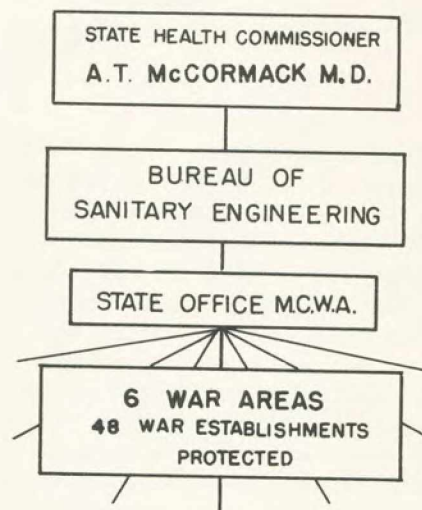 STATE HEALTH COMMISSIONER
A.T. McCORMACK M.D.
BUREAU OF
SANITARY ENGINEERING
STATE OFFICE M.C.W.A.
6 WAR AREAS
48 WAR ESTABLISHMENTS
PROTECTED